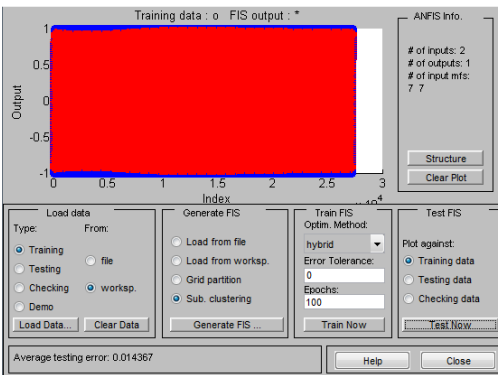 Training data : o   FIS output : *
Output
1
0.5
0
-0.5
-1
0 0.5 1 1.5 2 2.5 3
Index
x 10^4
ANFIS Info.
# of inputs: 2
# of outputs: 1
# of input mfs:
7 7
Structure
Clear Plot
Load data
Type: From:
Training
Testing
Checking
Demo
file
worksp.
Load Data... Clear Data
Generate FIS
Load from file
Load from worksp.
Grid partition
Sub. clustering
Generate FIS ...
Train FIS
Optim. Method:
hybrid
Error Tolerance:
0
Epochs:
100
Train Now
Test FIS
Plot against:
Training data
Testing data
Checking data
Test Now
Average testing error: 0.014367
Help Close